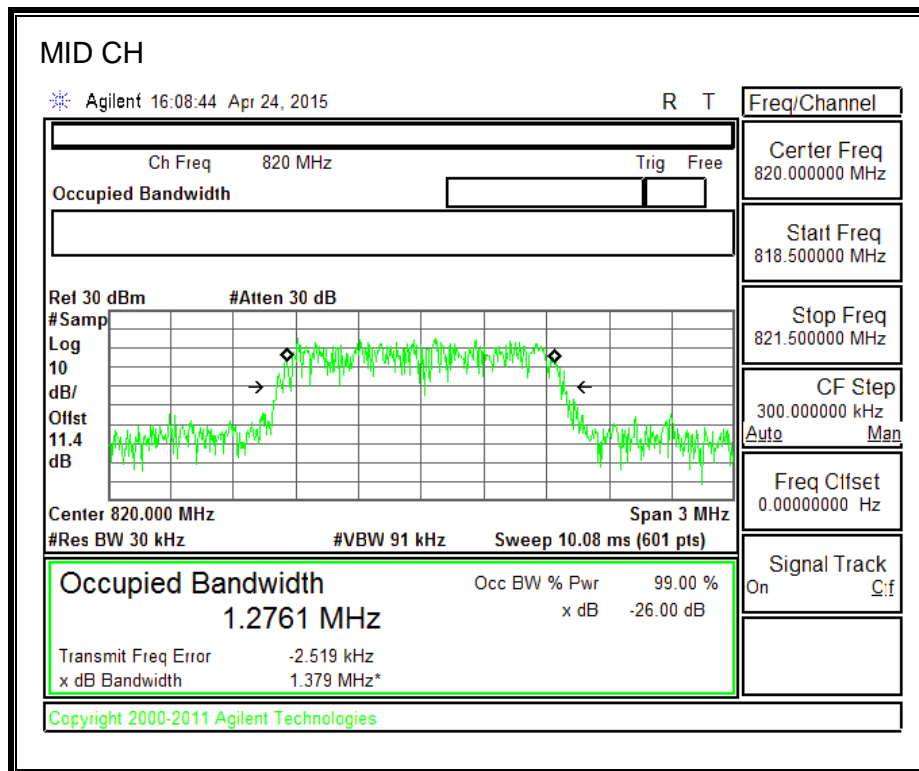 MID CH
Agilent 16:08:44 Apr 24, 2015 R T
Freq/Channel
Ch Freq 820 MHz Trig Free
Occupied Bandwidth
Center Freq
820.000000 MHz
Start Freq
818.500000 MHz
Stop Freq
821.500000 MHz
CF Step
300.000000 kHz
Auto Man
Freq Offset
0.00000000 Hz
Signal Track
On Off
Ref 30 dBm #Atten 30 dB
#Samp
Log
10
dB/
Offst
11.4
dB
Center 820.000 MHz Span 3 MHz
#Res BW 30 kHz #VBW 91 kHz Sweep 10.08 ms (601 pts)
Occupied Bandwidth Occ BW % Pwr 99.00 %
1.2761 MHz x dB -26.00 dB
Transmit Freq Error -2.519 kHz
x dB Bandwidth 1.379 MHz*
Copyright 2000-2011 Agilent Technologies